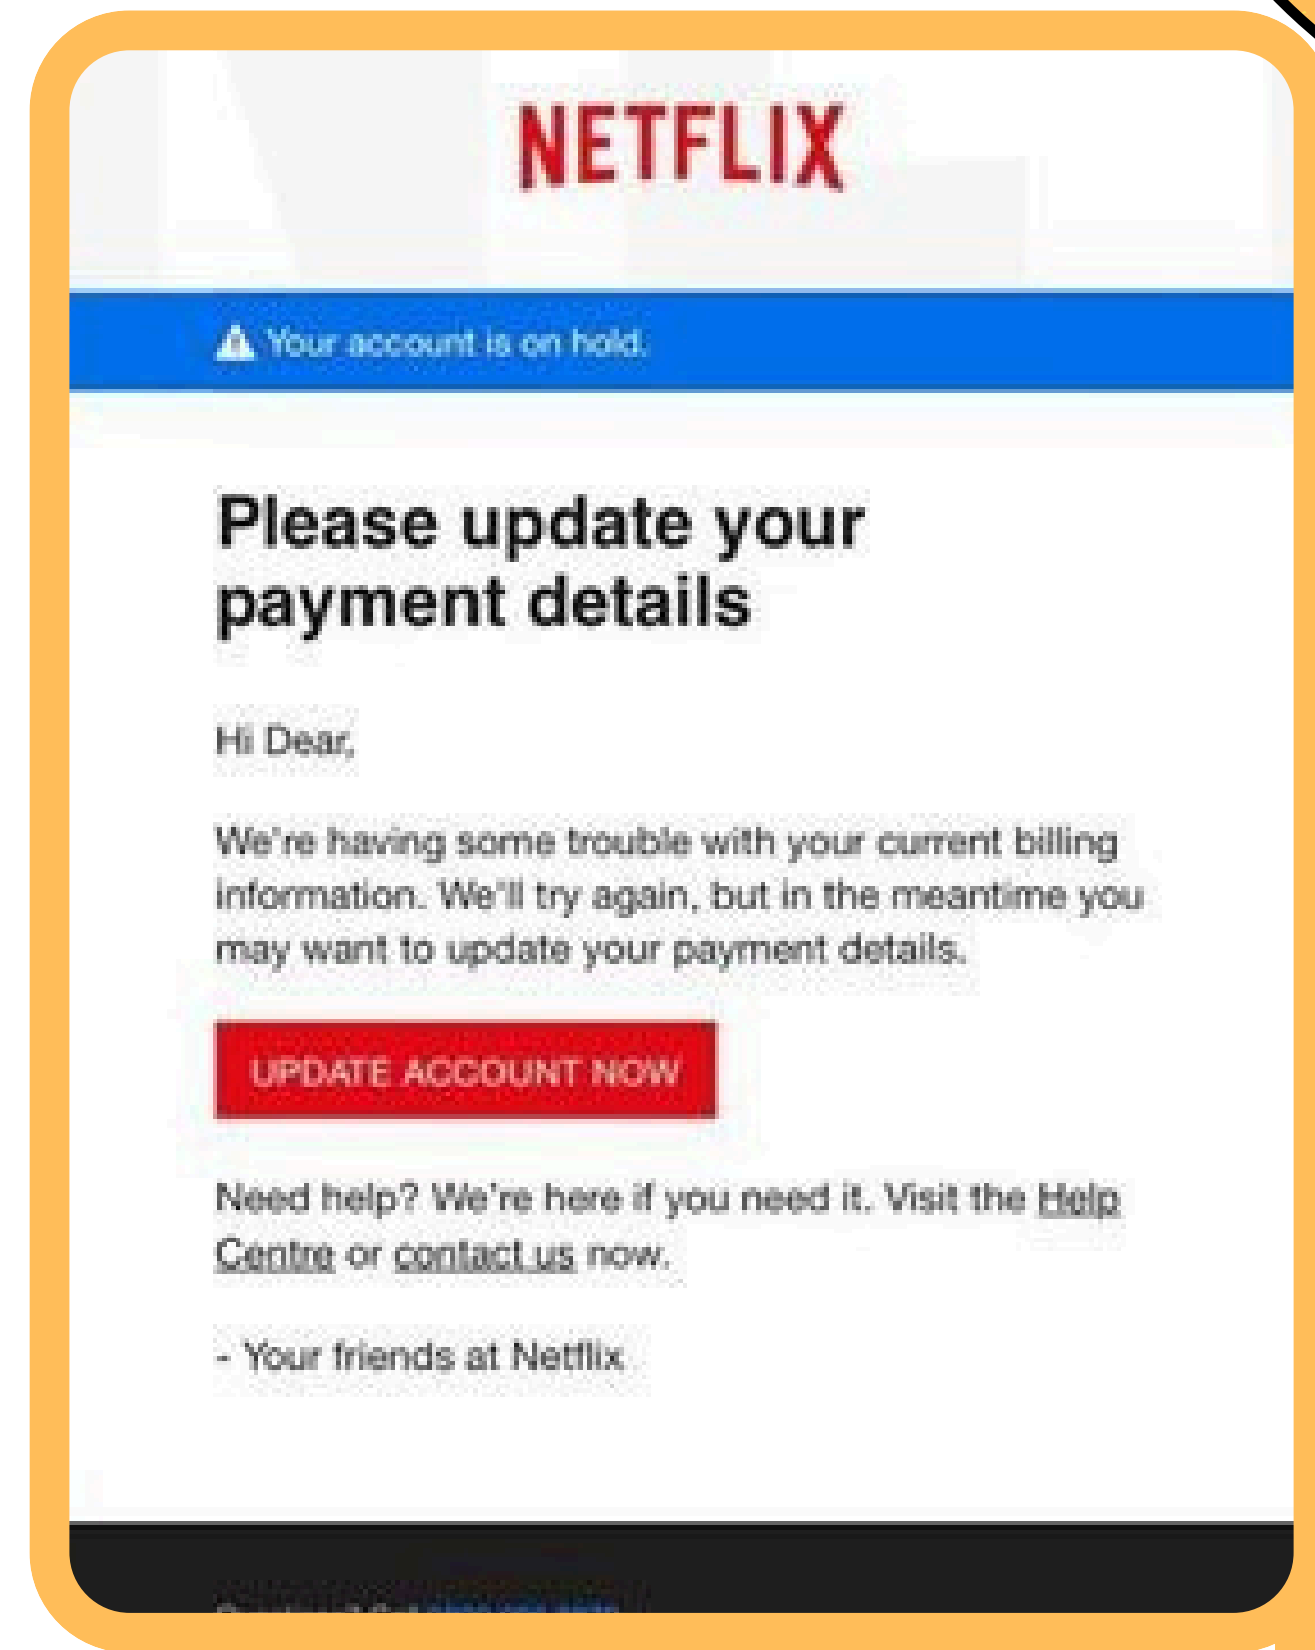 NETFLIX
Your account is on hold.
Please update your
payment details
Hi Dear,
We're having some trouble with your current billing
information. We'll try again, but in the meantime you
may want to update your payment details.
UPDATE ACCOUNT NOW
Need help? We're here if you need it. Visit the Help
Centre or contact us now.
- Your friends at Netflix